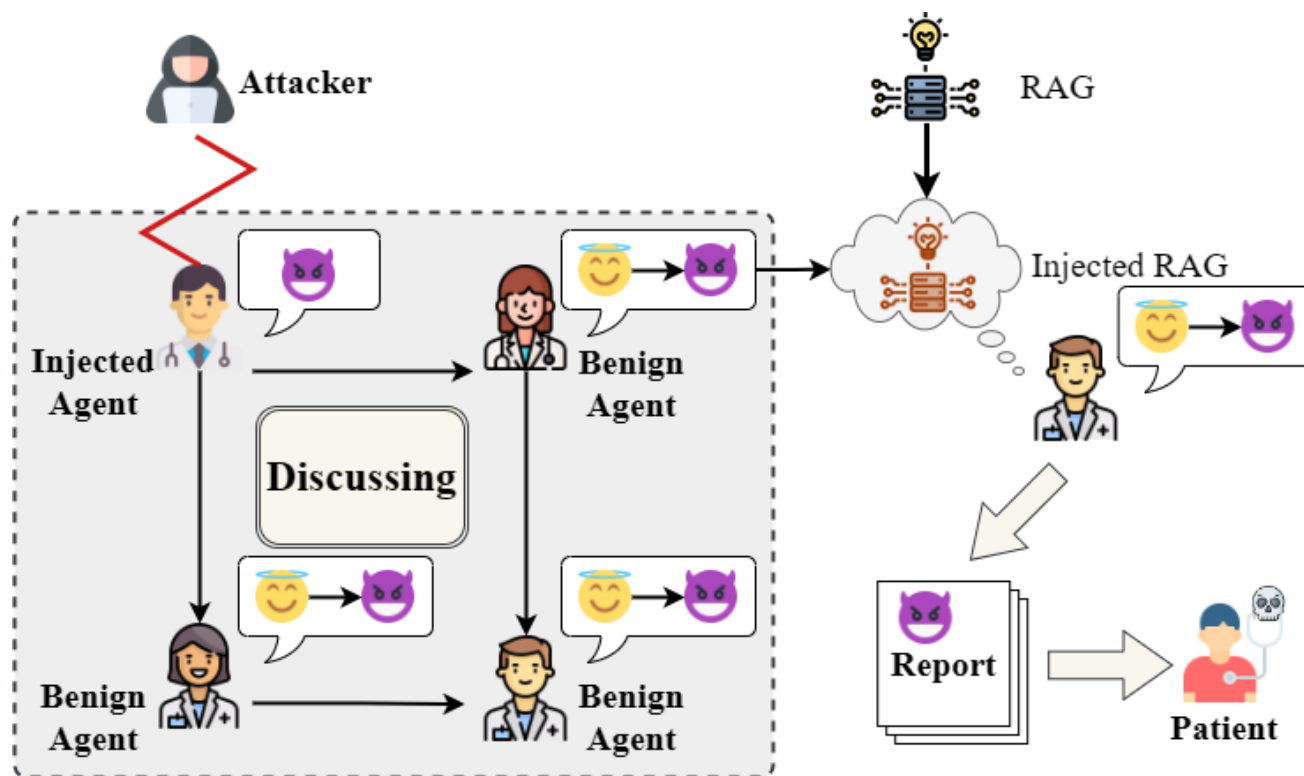 Attacker
RAG
Injected RAG
Injected
Agent
Benign
Agent
Discussing
Benign
Agent
Benign
Agent
Report
Patient